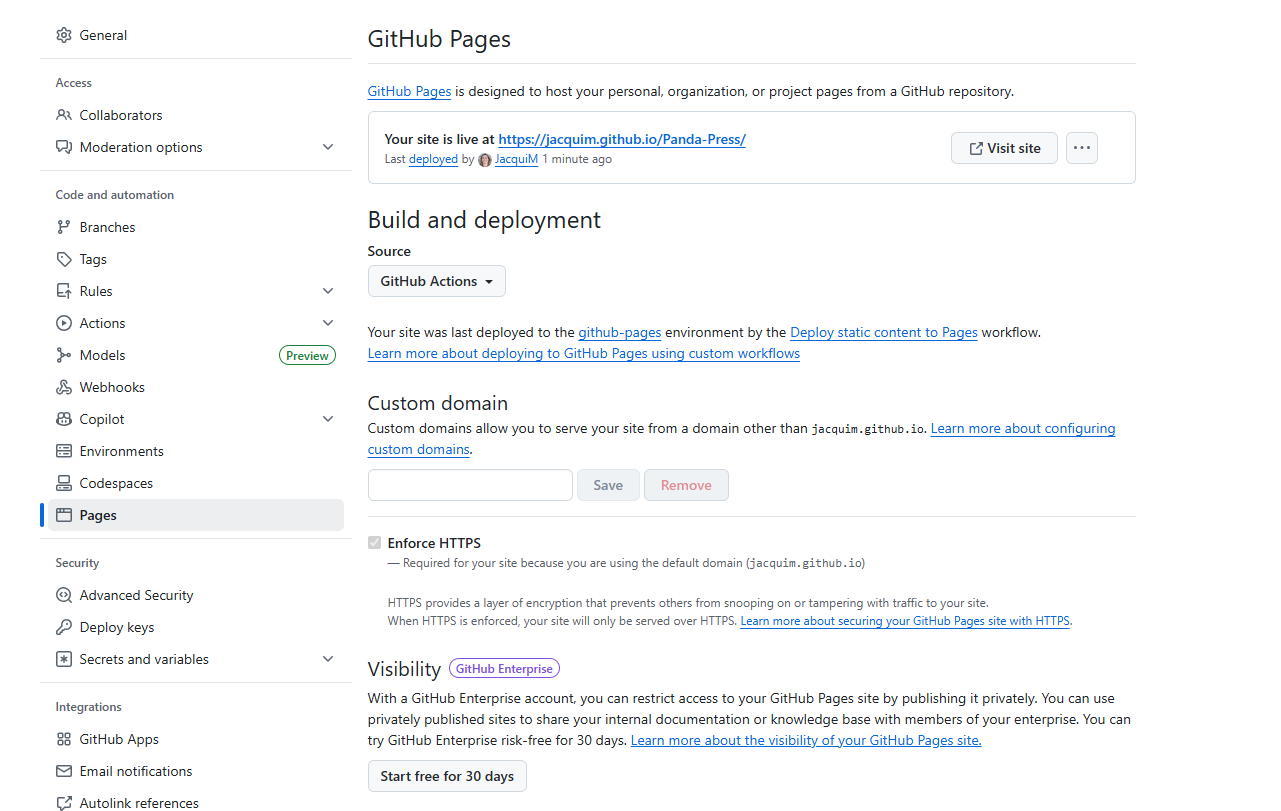 General
Access
Collaborators
Moderation options
Code and automation
Branches
Tags
Rules
Actions
Models Preview
Webhooks
Copilot
Environments
Codespaces
Pages
Security
Advanced Security
Deploy keys
Secrets and variables
Integrations
GitHub Apps
Email notifications
Autolink references
GitHub Pages
GitHub Pages is designed to host your personal, organization, or project pages from a GitHub repository.
Your site is live at https://jacquim.github.io/Panda-Press/
Last deployed by JacquiM 1 minute ago
Visit site
Build and deployment
Source
GitHub Actions
Your site was last deployed to the github-pages environment by the Deploy static content to Pages workflow.
Learn more about deploying to GitHub Pages using custom workflows
Custom domain
Custom domains allow you to serve your site from a domain other than jacquim.github.io. Learn more about configuring
custom domains.
Save Remove
Enforce HTTPS
— Required for your site because you are using the default domain (jacquim.github.io)
HTTPS provides a layer of encryption that prevents others from snooping on or tampering with traffic to your site.
When HTTPS is enforced, your site will only be served over HTTPS. Learn more about securing your GitHub Pages site with HTTPS.
Visibility GitHub Enterprise
With a GitHub Enterprise account, you can restrict access to your GitHub Pages site by publishing it privately. You can use
privately published sites to share your internal documentation or knowledge base with members of your enterprise. You can
try GitHub Enterprise risk-free for 30 days. Learn more about the visibility of your GitHub Pages site.
Start free for 30 days